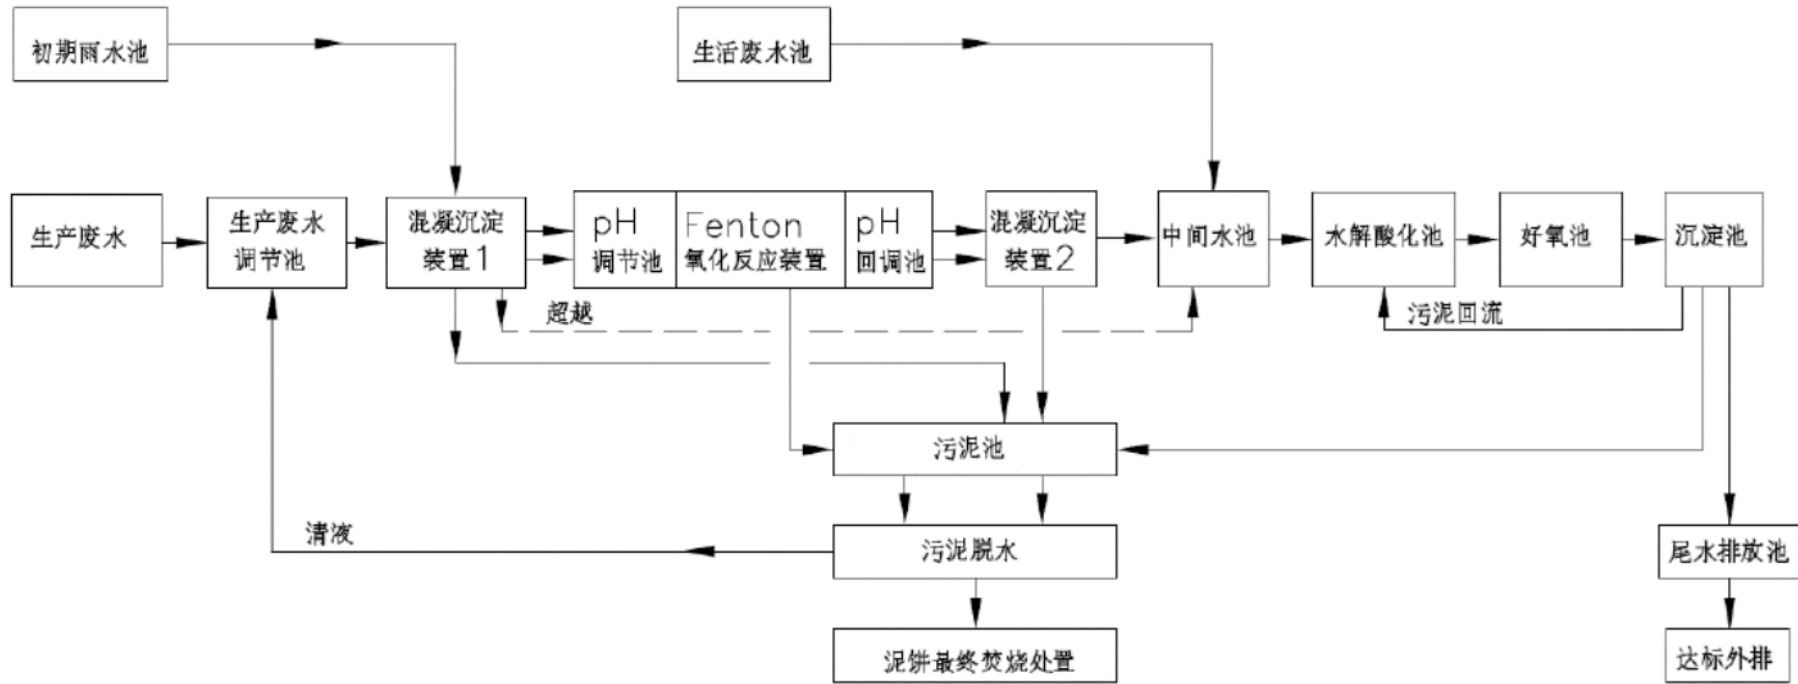 初期雨水池
生活废水池
生产废水
生产废水
调节池
混凝沉淀
装置1
pH
调节池
Fenton
氧化反应装置
pH
回调池
混凝沉淀
装置2
中间水池
水解酸化池
好氧池
沉淀池
超越
污泥回流
污泥池
清液
污泥脱水
尾水排放池
泥饼最终焚烧处置
达标外排